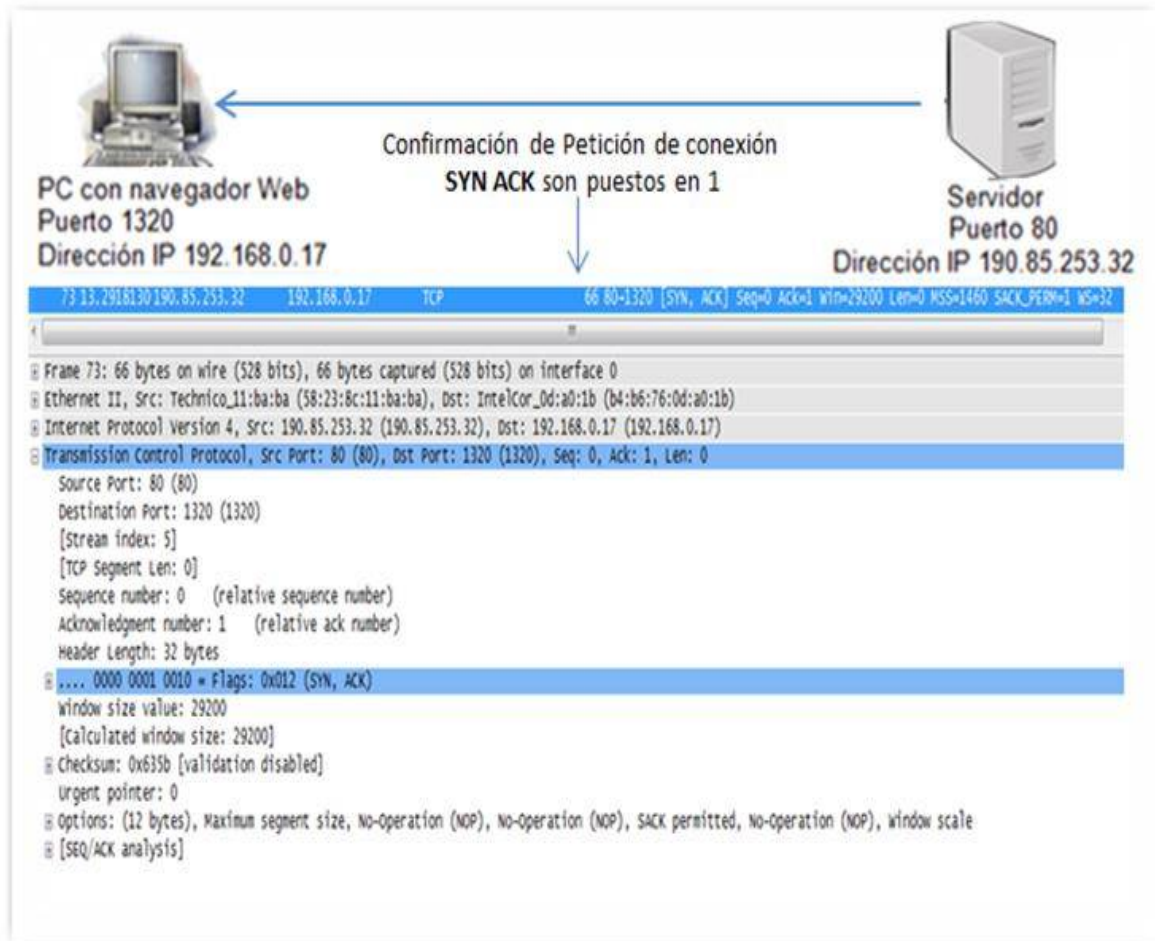 Confirmación de Petición de conexión
SYN ACK son puestos en 1
PC con navegador Web
Puerto 1320
Dirección IP 192.168.0.17
Servidor
Puerto 80
Dirección IP 190.85.253.32
73 13.2918130 190.85.253.32 192.168.0.17 TCP 66 80→1320 [SYN, ACK] Seq=0 Ack=1 Win=29200 Len=0 MSS=1460 SACK_PERM=1 WS=32
Frame 73: 66 bytes on wire (528 bits), 66 bytes captured (528 bits) on interface 0
Ethernet II, Src: Technico_11:ba:ba (58:23:8c:11:ba:ba), Dst: IntelCor_0d:a0:1b (b4:b6:76:0d:a0:1b)
Internet Protocol Version 4, Src: 190.85.253.32 (190.85.253.32), Dst: 192.168.0.17 (192.168.0.17)
Transmission Control Protocol, Src Port: 80 (80), Dst Port: 1320 (1320), Seq: 0, Ack: 1, Len: 0
Source Port: 80 (80)
Destination Port: 1320 (1320)
[Stream index: 5]
[TCP Segment Len: 0]
Sequence number: 0 (relative sequence number)
Acknowledgment number: 1 (relative ack number)
Header Length: 32 bytes
.... 0000 0001 0010 = Flags: 0x012 (SYN, ACK)
Window size value: 29200
[Calculated window size: 29200]
Checksum: 0x635b [validation disabled]
Urgent pointer: 0
Options: (12 bytes), Maximum segment size, No-Operation (NOP), No-Operation (NOP), SACK permitted, No-Operation (NOP), Window scale
[SEQ/ACK analysis]